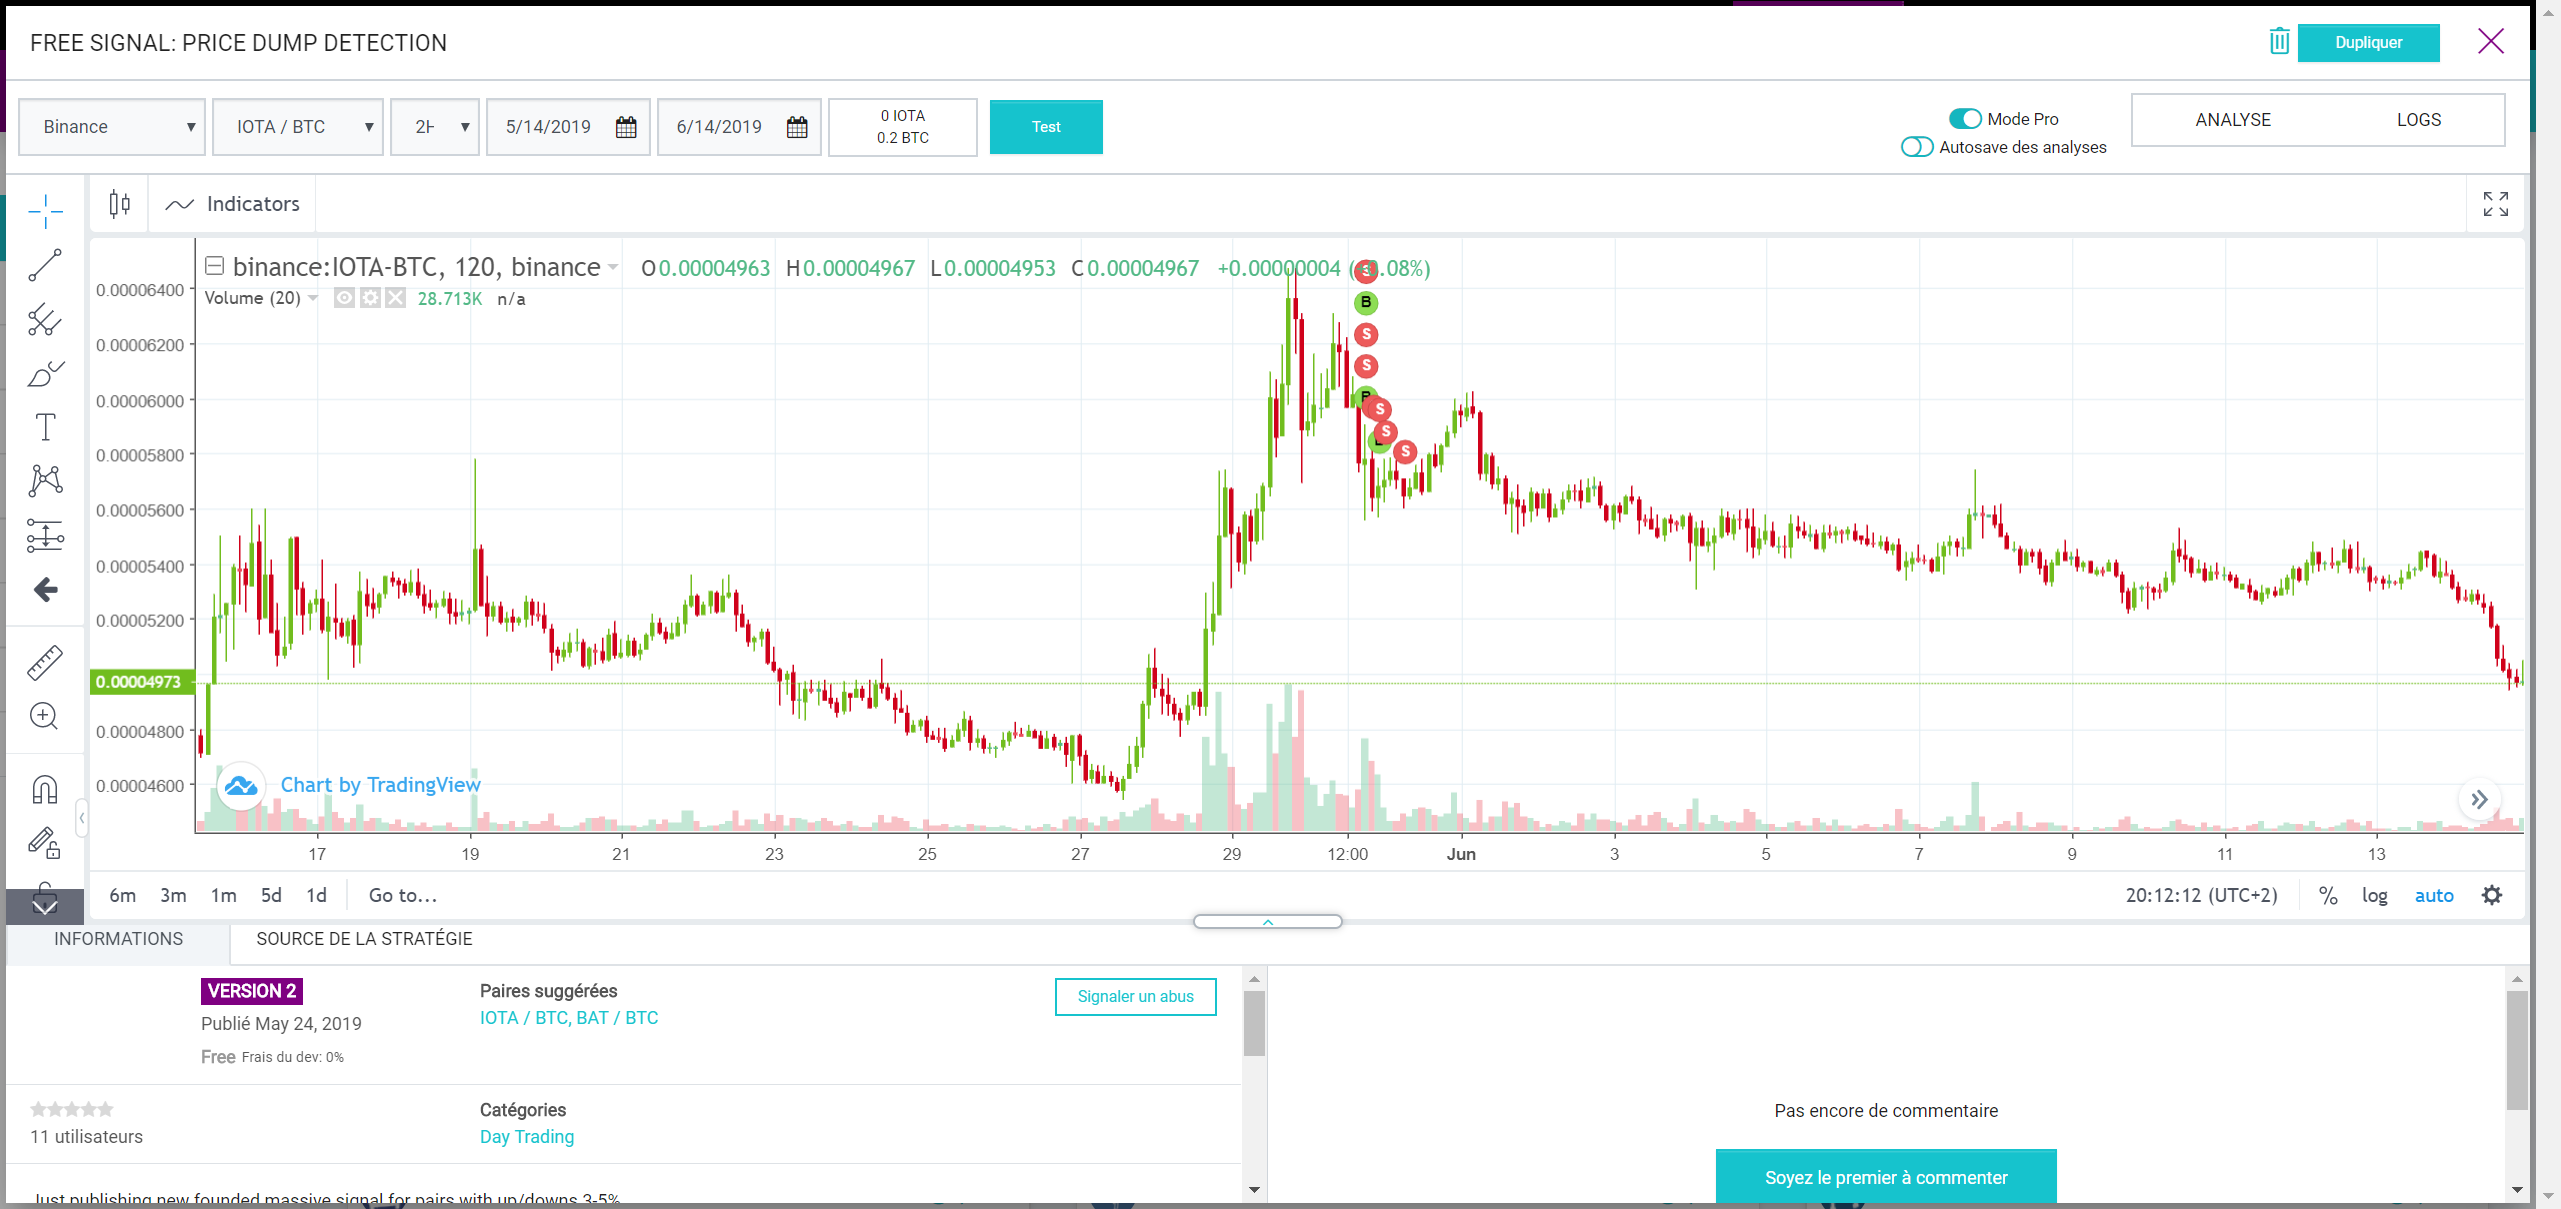 FREE SIGNAL: PRICE DUMP DETECTION
Dupliquer
Binance
IOTA / BTC
5/14/2019
6/14/2019
0 IOTA
0.2 BTC
Test
Mode Pro
Autosave des analyses
ANALYSE
LOGS
Indicators
binance:IOTA-BTC, 120, binance O0.00004963 H0.00004967 L0.00004953 C0.00004967 +0.00000004
Volume (20) 28.713K n/a
B
S
S
S
S
S
0.00006400
0.00006200
0.00006000
0.00005800
0.00005600
0.00005400
0.00005200
0.00004973
0.00004800
0.00004600
Chart by TradingView
17 19 21 23 25 27 29 12:00 Jun 3 5 7 9 11 13
6m 3m 1m 5d 1d Go to...
20:12:12 (UTC+2) % log auto
INFORMATIONS
SOURCE DE LA STRATÉGIE
VERSION 2
Publié May 24, 2019
Free Frais du dev: 0%
Paires suggérées
IOTA / BTC, BAT / BTC
Signaler un abus
11 utilisateurs
Catégories
Day Trading
Just publishing new founded massive signal for pairs with up/downs 3-5%
Pas encore de commentaire
Soyez le premier à commenter